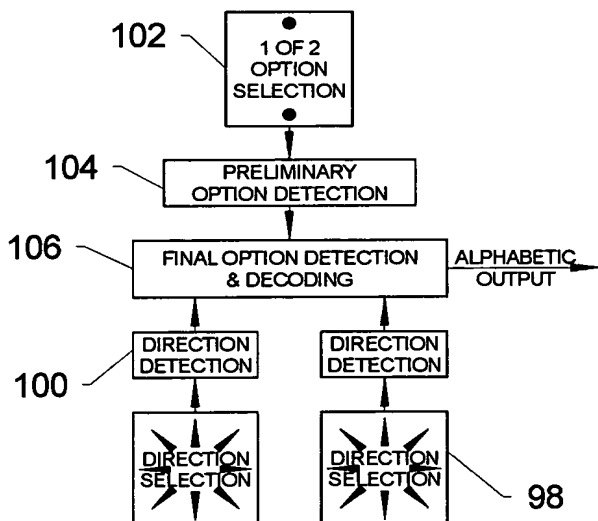 102
1 OF 2
OPTION
SELECTION
104
PRELIMINARY
OPTION DETECTION
106
FINAL OPTION DETECTION
& DECODING
ALPHABETIC
OUTPUT
100
DIRECTION
DETECTION
DIRECTION
DETECTION
DIRECTION
SELECTION
DIRECTION
SELECTION
98